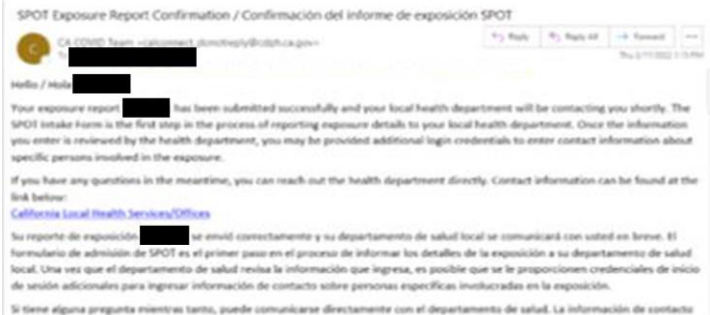 SPOT Exposure Report Confirmation / Confirmación del informe de exposición SPOT
C
CA COVID Team
Reply
Reply All
Forward
Hello / Hola
Your exposure report has been submitted successfully and your local health department will be contacting you shortly. The
SPOT Intake Form is the first step in the process of reporting exposure details to your local health department. Once the information
you enter is reviewed by the health department, you may be provided additional login credentials to enter contact information about
specific persons involved in the exposure.
If you have any questions in the meantime, you can reach out the health department directly. Contact information can be found at the
link below:
California Local Health Services/Offices
Su reporte de exposición se envió correctamente y su departamento de salud local se comunicará con usted en breve. El
formulario de admisión de SPOT es el primer paso en el proceso de informar los detalles de la exposición a su departamento de salud
local. Una vez que el departamento de salud revisa la información que ingresa, es posible que se le proporcionen credenciales de inicio
de sesión adicionales para ingresar información de contacto sobre personas específicas involucradas en la exposición.
Si tiene alguna pregunta mientras tanto, puede comunicarse directamente con el departamento de salud. La información de contacto